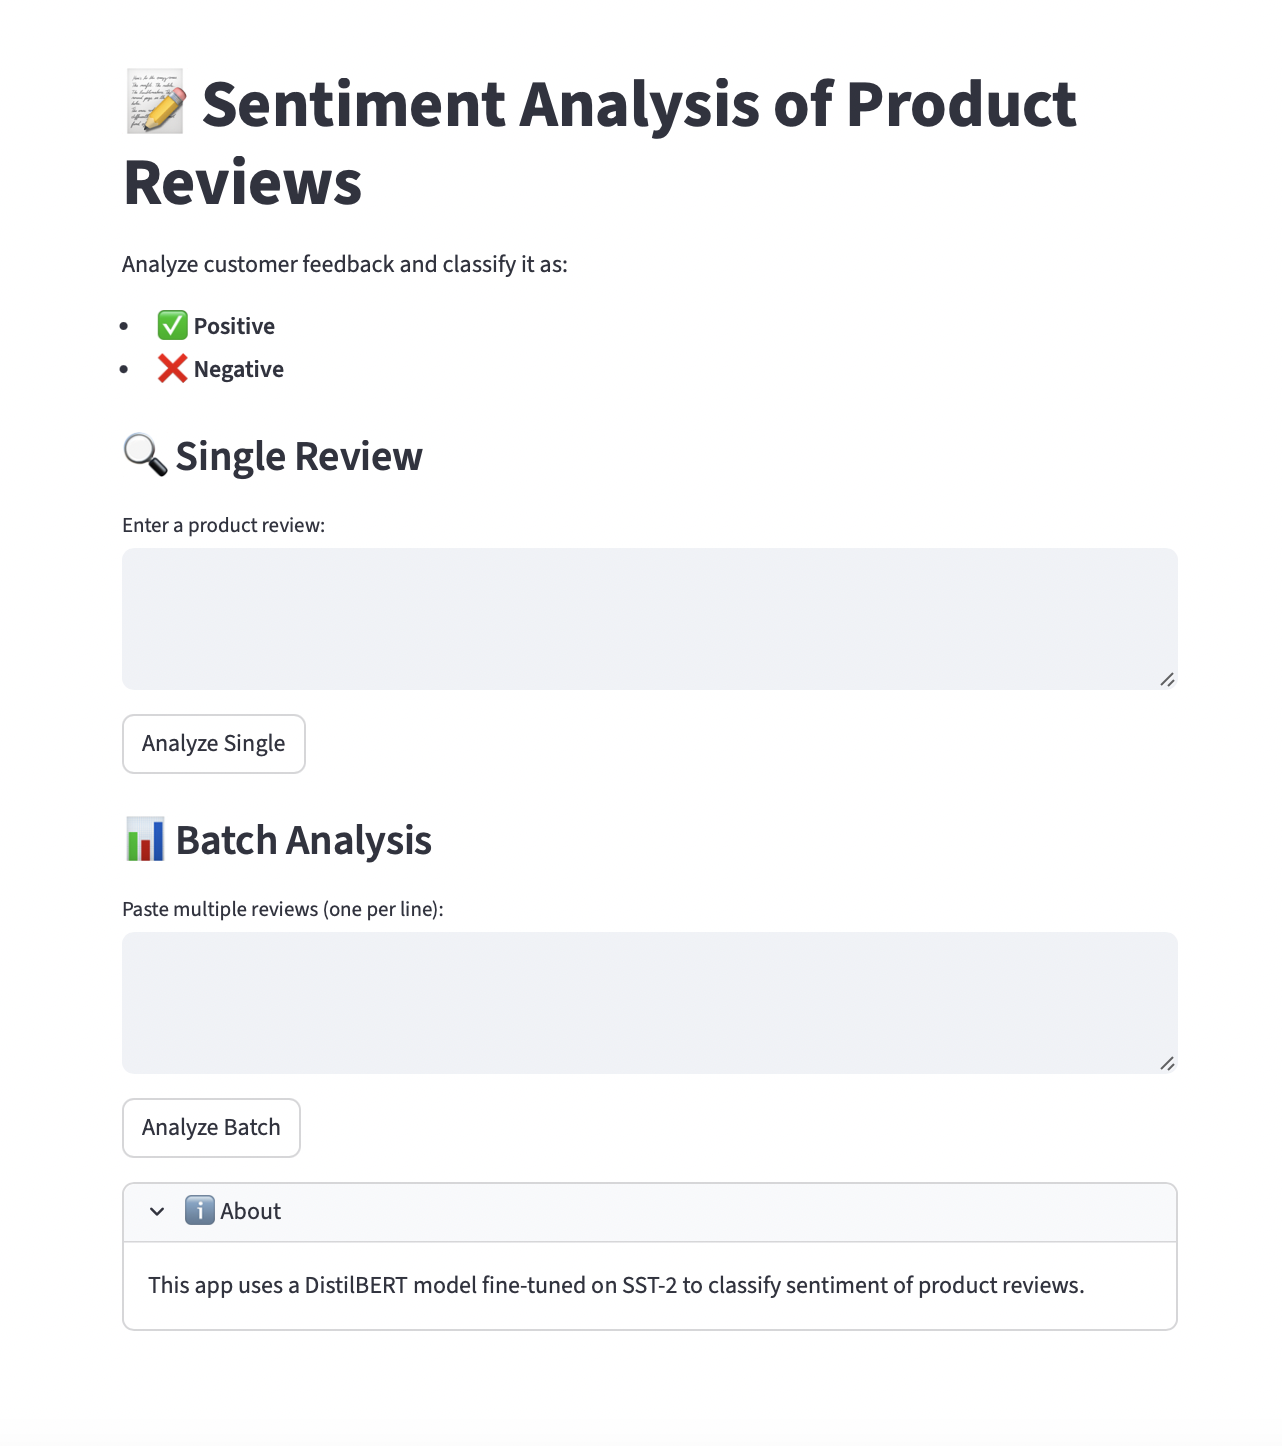 📝 Sentiment Analysis of Product
Reviews
Analyze customer feedback and classify it as:
• ✅ Positive
• ❌ Negative
🔍 Single Review
Enter a product review:
Analyze Single
📊 Batch Analysis
Paste multiple reviews (one per line):
Analyze Batch
ℹ️ About
This app uses a DistilBERT model fine-tuned on SST-2 to classify sentiment of product reviews.